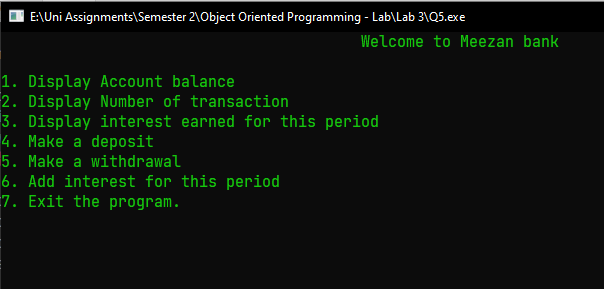 E:\Uni Assignments\Semester 2\Object Oriented Programming - Lab\Lab 3\Q5.exe
Welcome to Meezan bank
1. Display Account balance
2. Display Number of transaction
3. Display interest earned for this period
4. Make a deposit
5. Make a withdrawal
6. Add interest for this period
7. Exit the program.